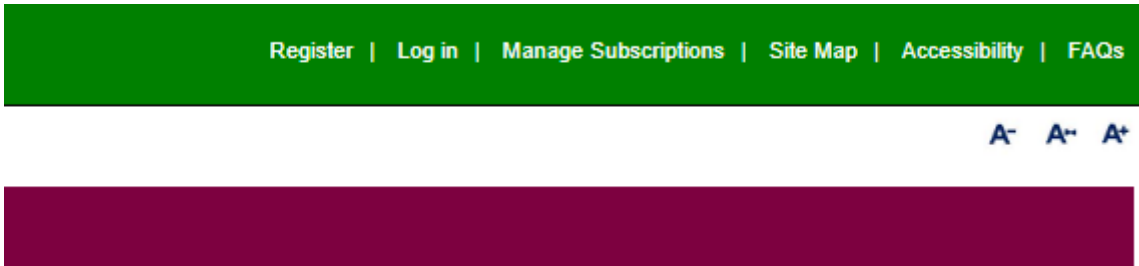 Register | Log in | Manage Subscriptions | Site Map | Accessibility | FAQs
A- A↔ A+